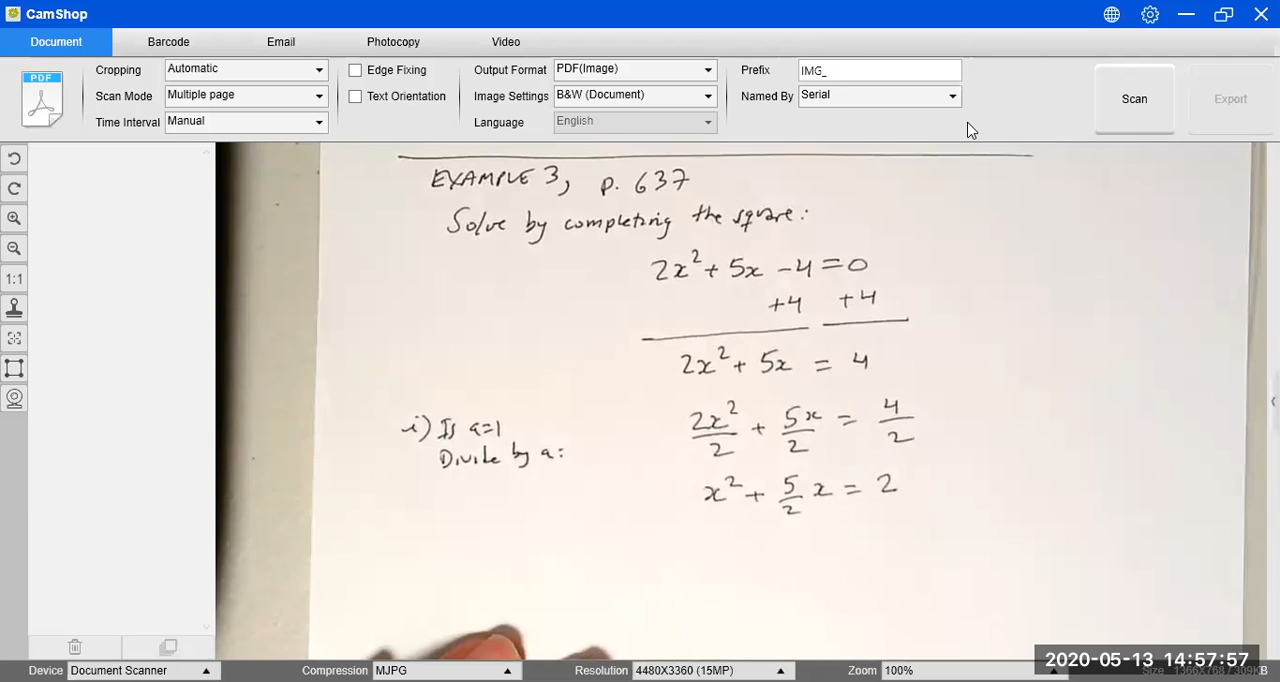 CamShop
Document Barcode Email Photocopy Video
Cropping Automatic Edge Fixing Output Format PDF(Image) Prefix IMG_
PDF Scan Mode Multiple page Text Orientation Image Settings B&W (Document) Named By Serial Scan Export
Time Interval Manual Language English
1:1
EXAMPLE 3, p. 637
Solve by completing the square:
2x² + 5x - 4 = 0
+4 +4
2x² + 5x = 4
i) Is a=1
Divide by a:
2x²/2 + 5x/2 = 4/2
x² + 5/2 x = 2
2020-05-13 14:57:57
Device Document Scanner Compression MJPG Resolution 4480X3360 (15MP) Zoom 100%